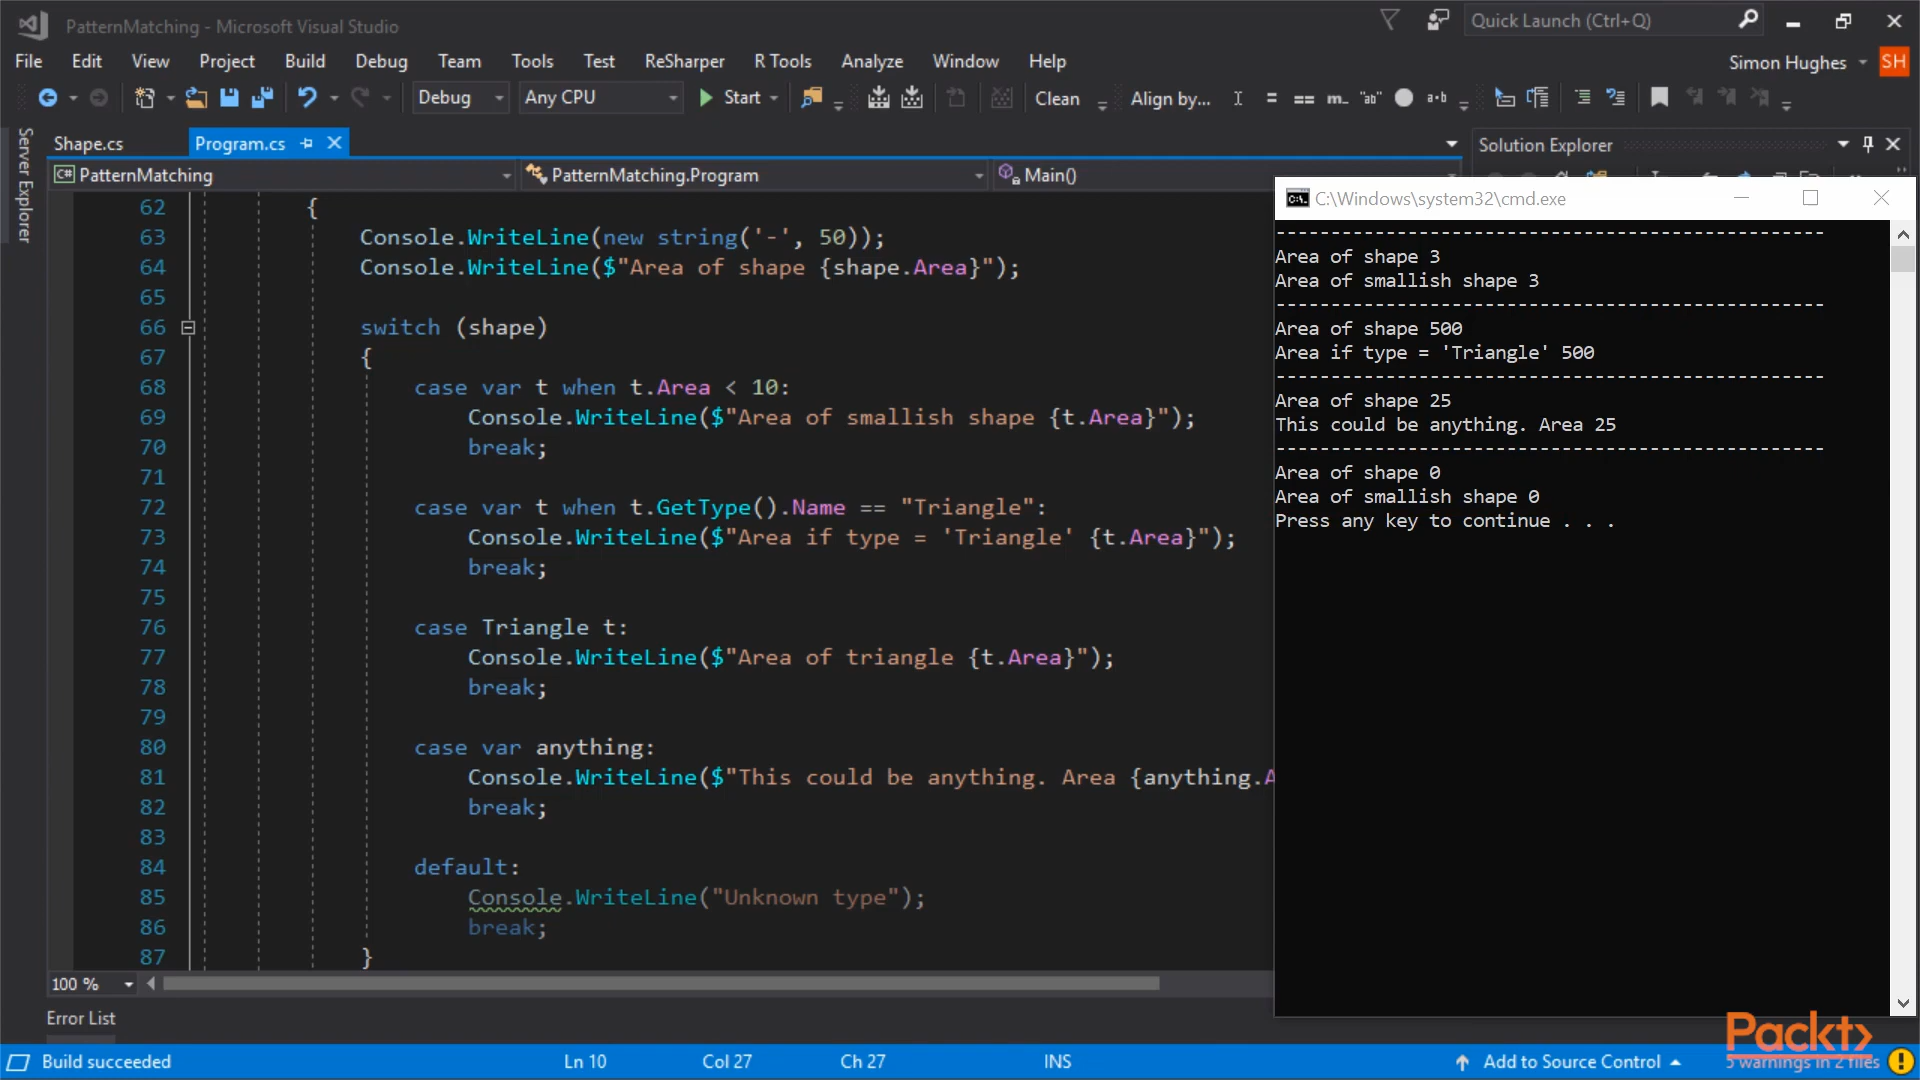 PatternMatching - Microsoft Visual Studio
Quick Launch (Ctrl+Q)
File Edit View Project Build Debug Team Tools Test ReSharper R Tools Analyze Window Help
Simon Hughes SH
Debug Any CPU Start Clean Align by...
Server Explorer
Shape.cs Program.cs
Solution Explorer
PatternMatching PatternMatching.Program Main()
62 {
63 Console.WriteLine(new string('-', 50));
64 Console.WriteLine($"Area of shape {shape.Area}");
65
66 switch (shape)
67 {
68 case var t when t.Area < 10:
69 Console.WriteLine($"Area of smallish shape {t.Area}");
70 break;
71
72 case var t when t.GetType().Name == "Triangle":
73 Console.WriteLine($"Area if type = 'Triangle' {t.Area}");
74 break;
75
76 case Triangle t:
77 Console.WriteLine($"Area of triangle {t.Area}");
78 break;
79
80 case var anything:
81 Console.WriteLine($"This could be anything. Area {anything.A
82 break;
83
84 default:
85 Console.WriteLine("Unknown type");
86 break;
87 }
C:\Windows\system32\cmd.exe
--------------------------------------------------
Area of shape 3
Area of smallish shape 3
--------------------------------------------------
Area of shape 500
Area if type = 'Triangle' 500
--------------------------------------------------
Area of shape 25
This could be anything. Area 25
--------------------------------------------------
Area of shape 0
Area of smallish shape 0
Press any key to continue . . .
100 %
Error List
Packt>
Build succeeded Ln 10 Col 27 Ch 27 INS Add to Source Control 5 warnings in 2 files